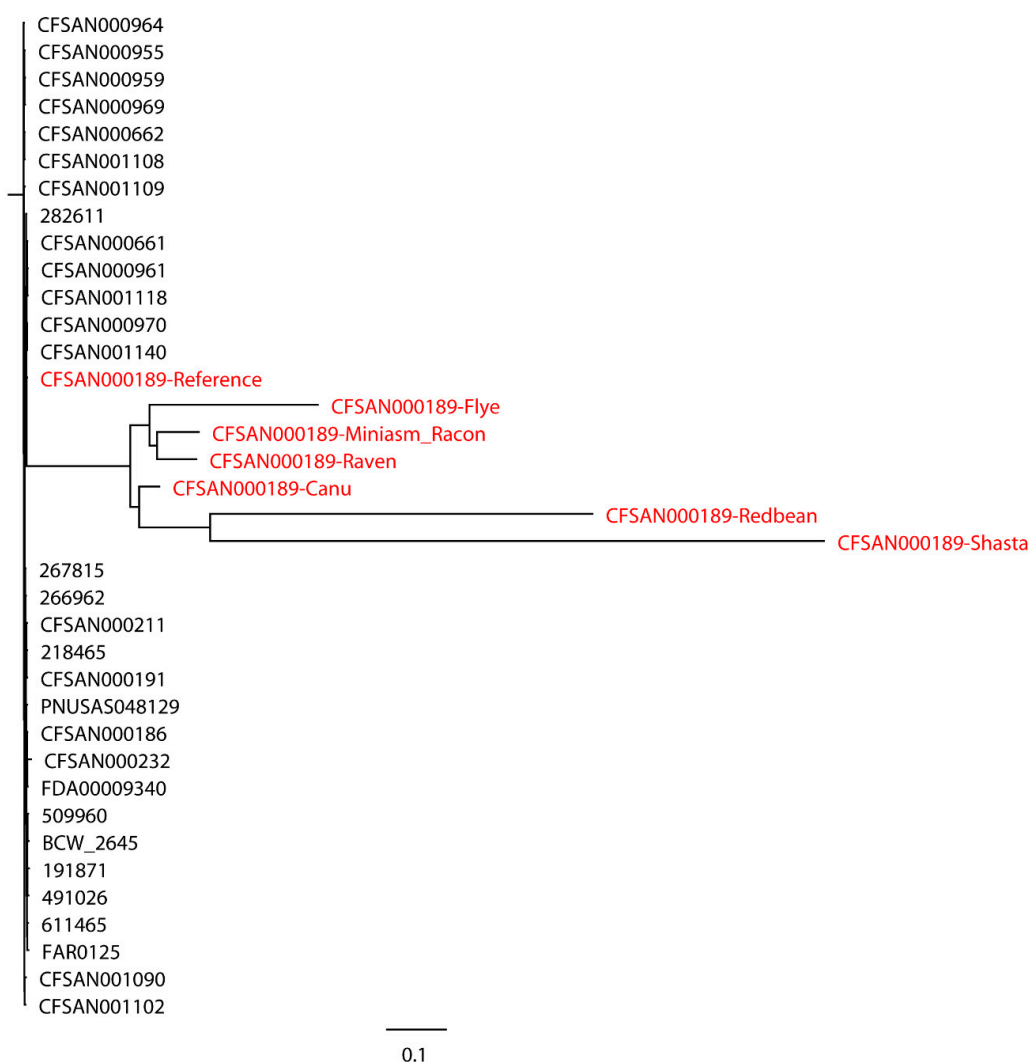 CFSAN000964
CFSAN000955
CFSAN000959
CFSAN000969
CFSAN000662
CFSAN001108
CFSAN001109
282611
CFSAN000661
CFSAN000961
CFSAN001118
CFSAN000970
CFSAN001140
CFSAN000189-Reference
CFSAN000189-Flye
CFSAN000189-Miniasm_Racon
CFSAN000189-Raven
CFSAN000189-Canu
CFSAN000189-Redbean
CFSAN000189-Shasta
267815
266962
CFSAN000211
218465
CFSAN000191
PNUSAS048129
CFSAN000186
CFSAN000232
FDA00009340
509960
BCW_2645
191871
491026
611465
FAR0125
CFSAN001090
CFSAN001102
0.1